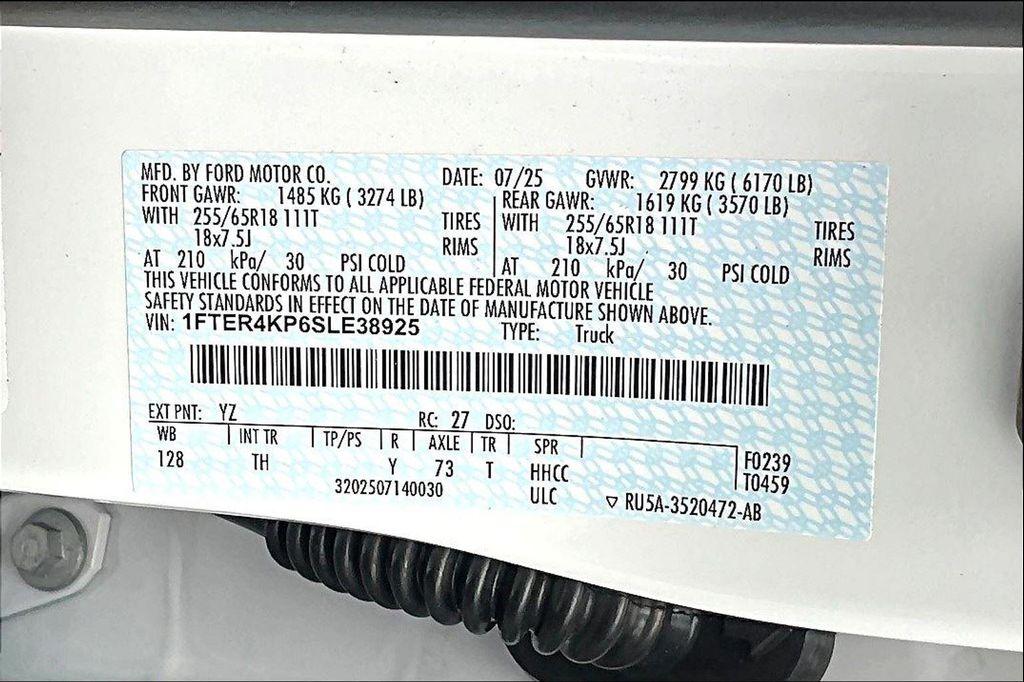 MFD. BY FORD MOTOR CO. DATE: 07/25 GVWR: 2799 KG ( 6170 LB)
FRONT GAWR: 1485 KG ( 3274 LB) REAR GAWR: 1619 KG ( 3570 LB)
WITH 255/65R18 111T TIRES WITH 255/65R18 111T TIRES
18x7.5J RIMS 18x7.5J RIMS
AT 210 kPa/ 30 PSI COLD AT 210 kPa/ 30 PSI COLD
THIS VEHICLE CONFORMS TO ALL APPLICABLE FEDERAL MOTOR VEHICLE
SAFETY STANDARDS IN EFFECT ON THE DATE OF MANUFACTURE SHOWN ABOVE.
VIN: 1FTER4KP6SLE38925 TYPE: Truck
EXT PNT: YZ RC: 27 DSO:
WB INT TR TP/PS R AXLE TR SPR F0239
128 TH Y 73 T HHCC T0459
3202507140030 ULC ▽ RU5A-3520472-AB